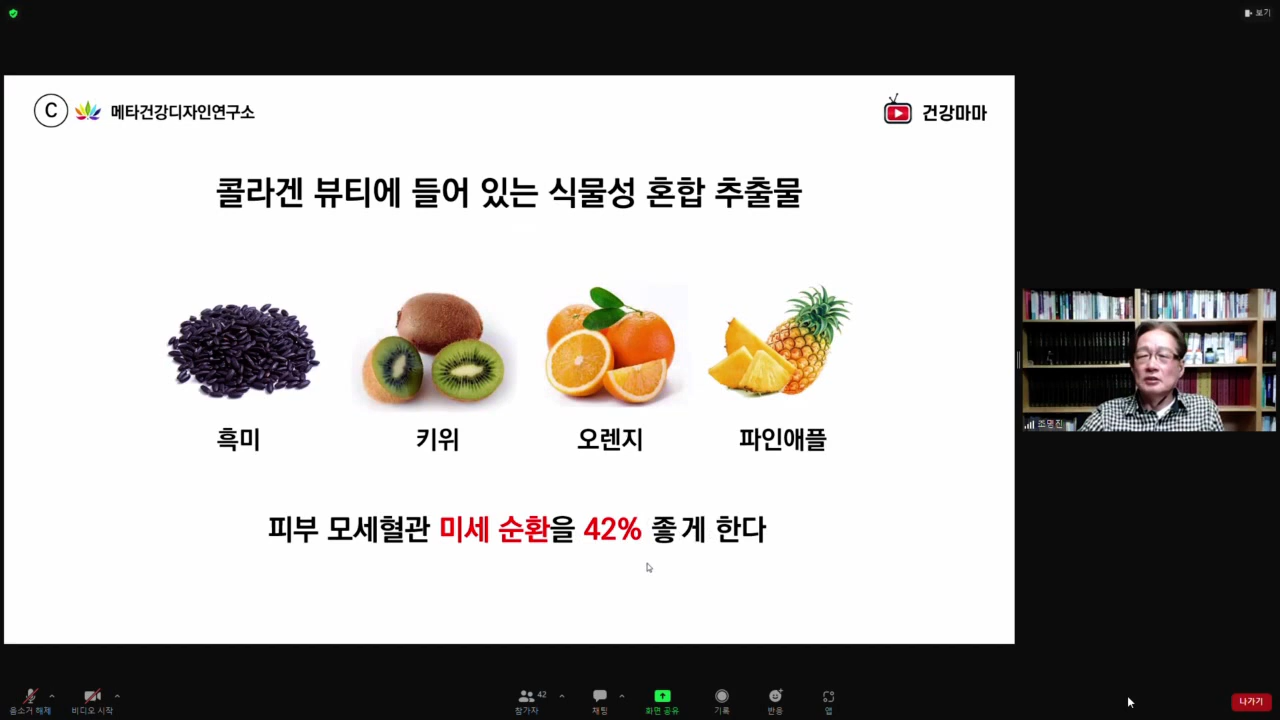 보기
C 메타건강디자인연구소
건강마마
콜라겐 뷰티에 들어 있는 식물성 혼합 추출물
흑미
키위
오렌지
파인애플
피부 모세혈관 미세 순환을 42% 좋게 한다
조명진
음소거 해제
비디오 시작
42
참가자
채팅
화면 공유
기록
반응
앱
나가기